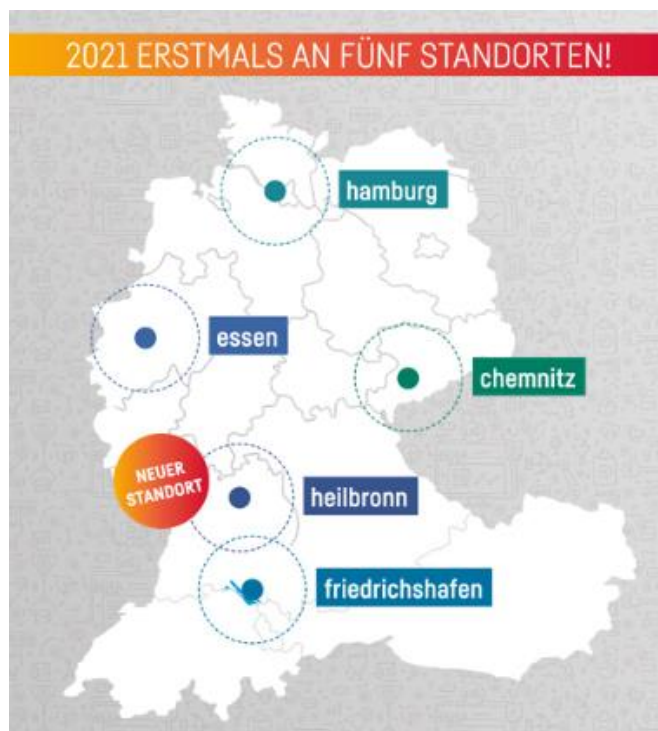 2021 ERSTMALS AN FÜNF STANDORTEN!
hamburg
essen
chemnitz
NEUER
STANDORT
heilbronn
friedrichshafen